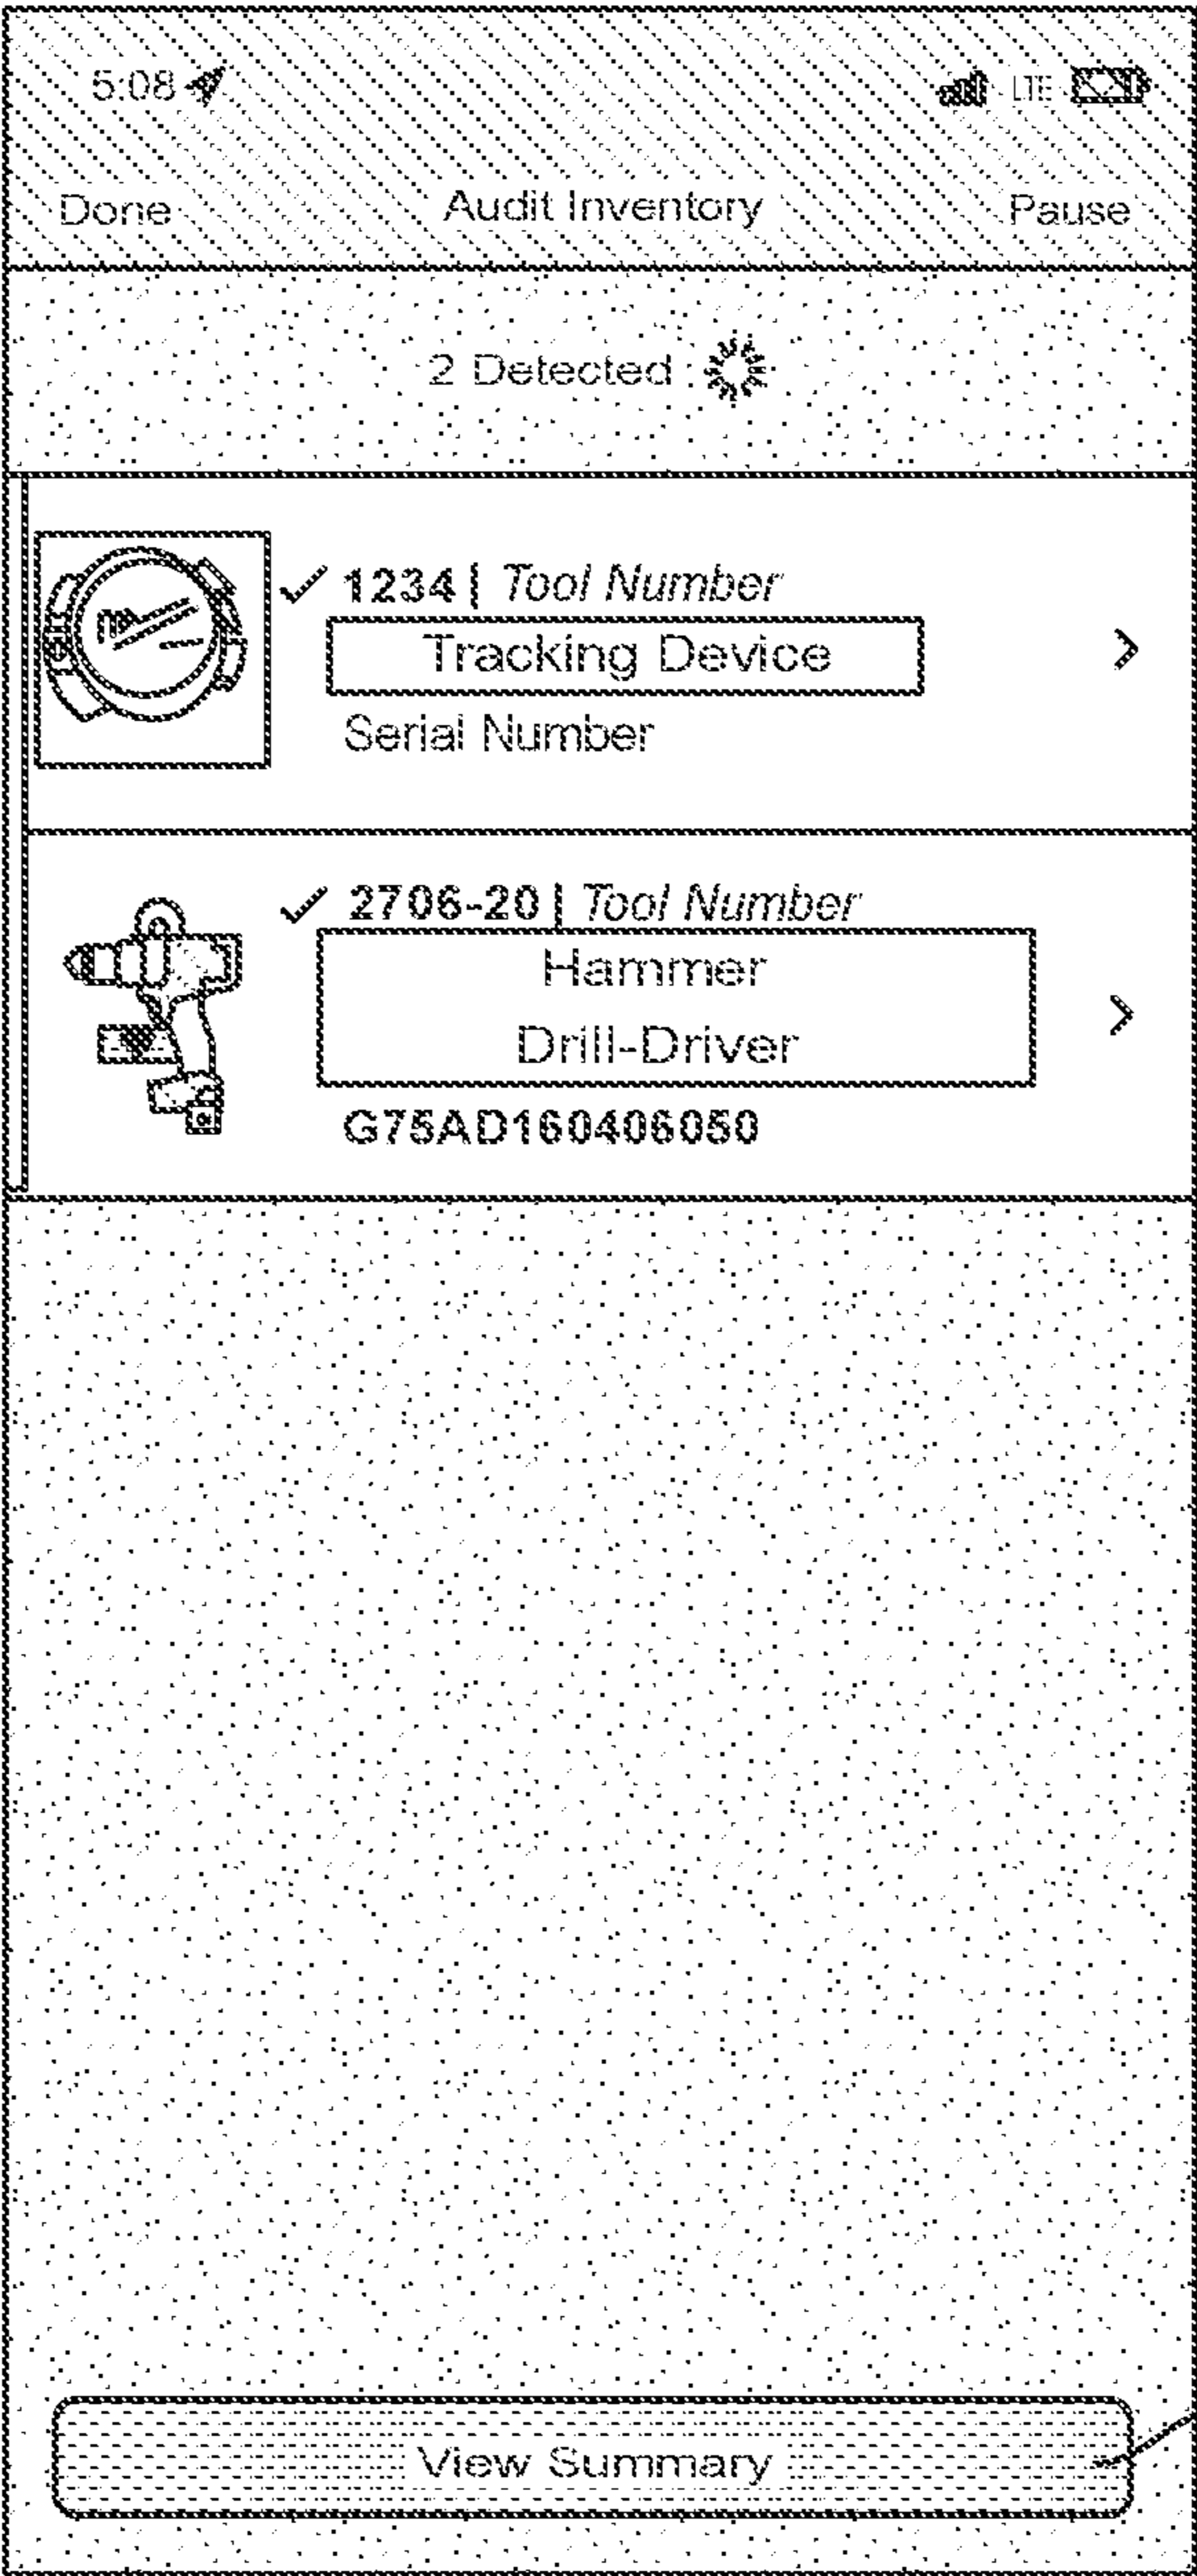 5:08 LTE
Done Audit Inventory Pause
2 Detected
1234 | Tool Number
Tracking Device
Serial Number
2706-20 | Tool Number
Hammer
Drill-Driver
G75AD160406050
View Summary